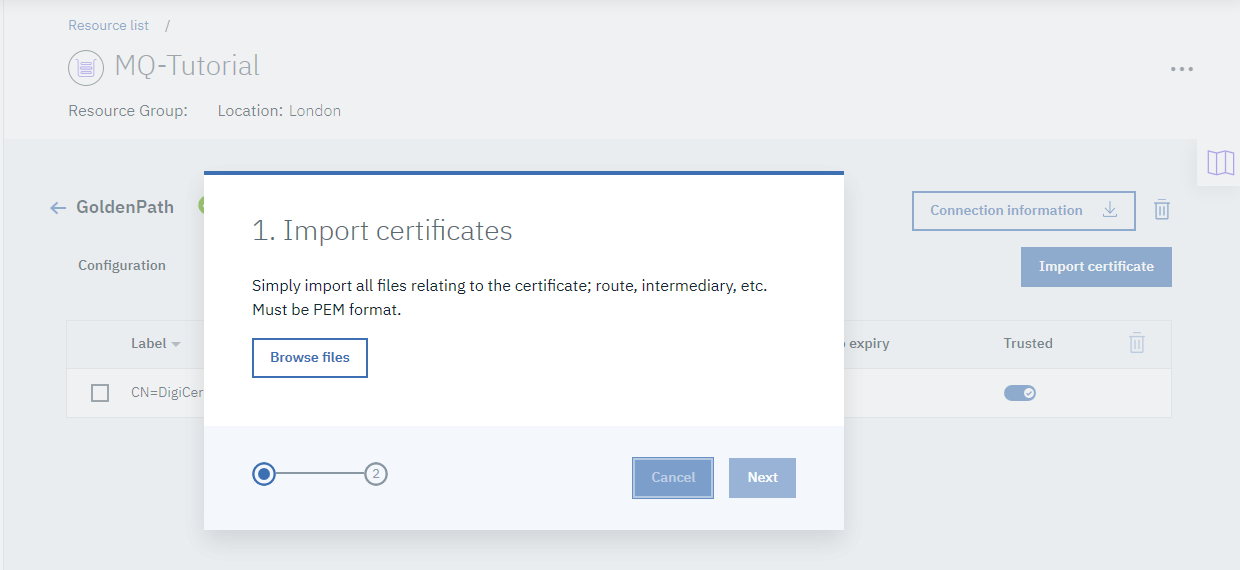 Resource list /
MQ-Tutorial
Resource Group: Location: London
GoldenPath
Connection information
Configuration
Import certificate
Label
expiry
Trusted
CN=DigiCer
1. Import certificates
Simply import all files relating to the certificate; route, intermediary, etc.
Must be PEM format.
Browse files
2
Cancel
Next